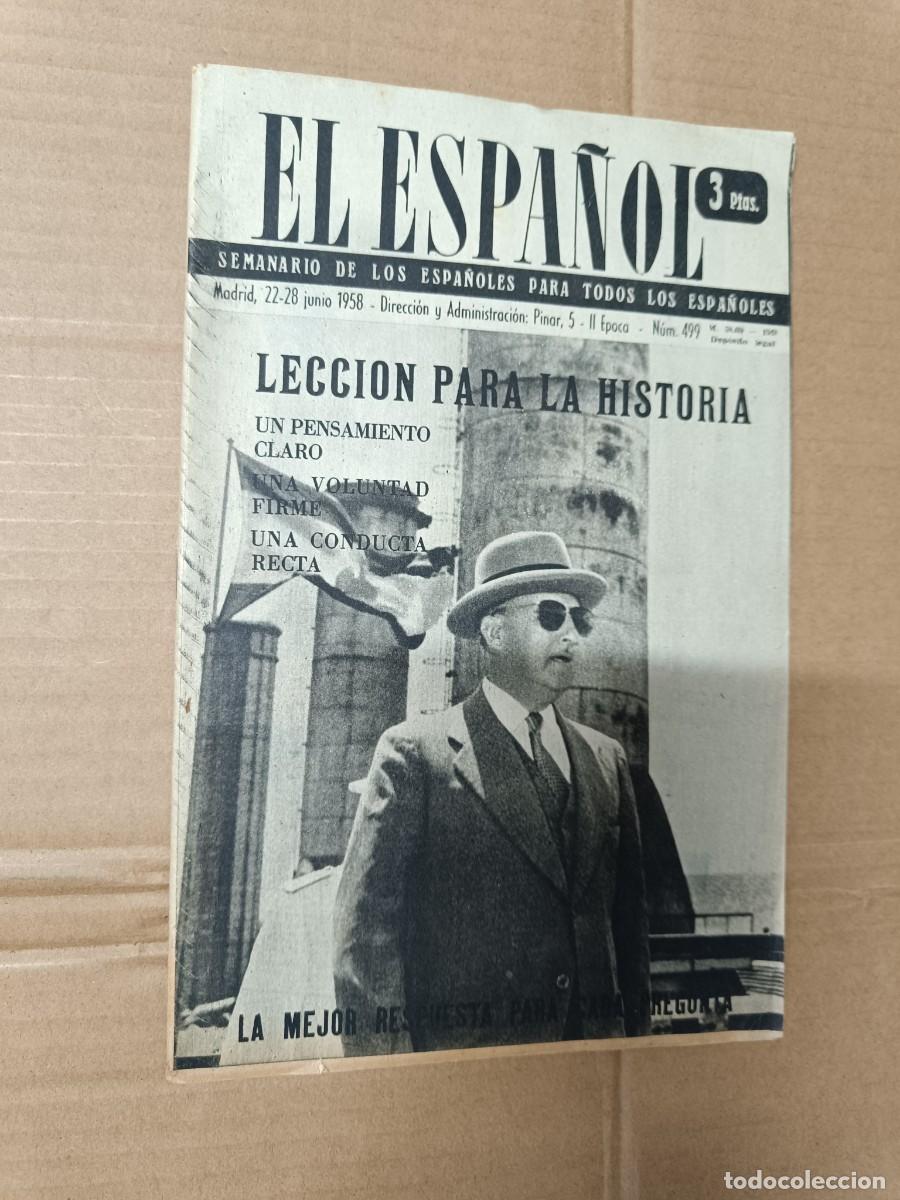 EL ESPAÑOL
3 Ptas.
SEMANARIO DE LOS ESPAÑOLES PARA TODOS LOS ESPAÑOLES
Madrid, 22-28 junio 1958 - Dirección y Administración: Pinar, 5 - II Epoca - Núm. 499
Depósito legal
LECCION PARA LA HISTORIA
UN PENSAMIENTO
CLARO
UNA VOLUNTAD
FIRME
UNA CONDUCTA
RECTA
LA MEJOR RESPUESTA PARA CADA PREGUNTA
todocoleccion